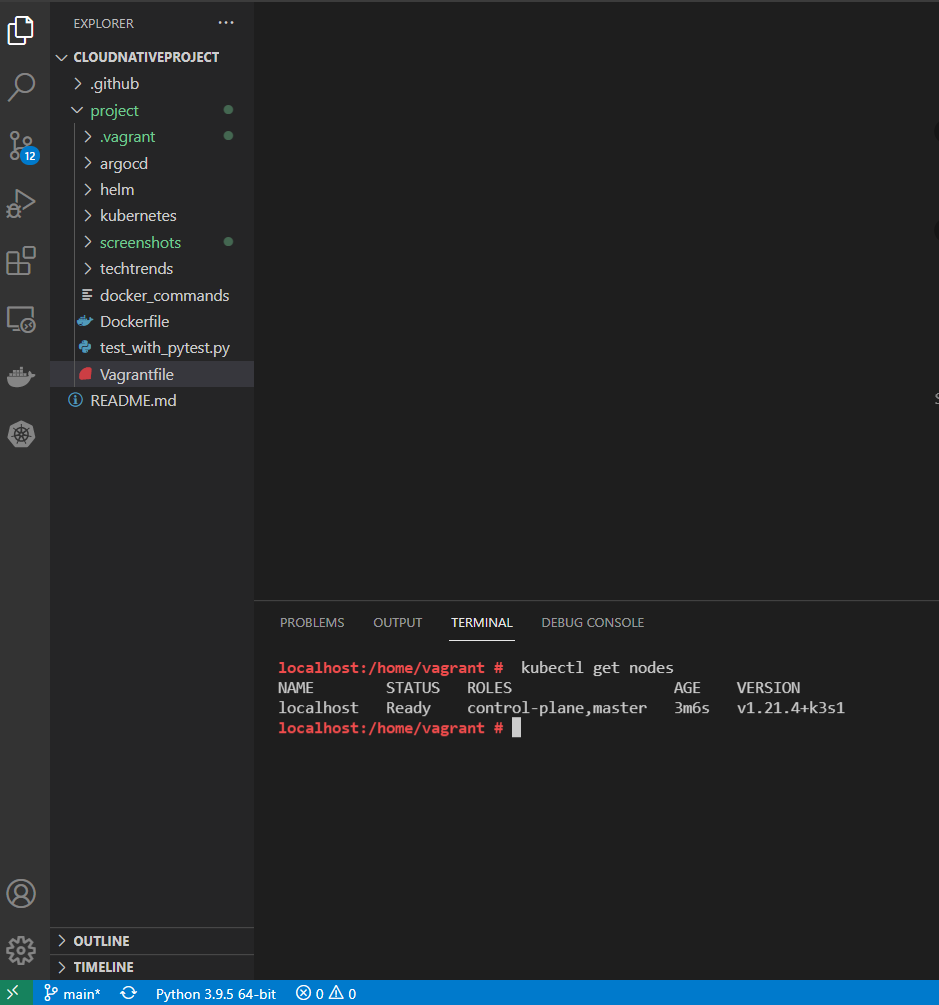 EXPLORER ···
CLOUDNATIVEPROJECT
.github
project
.vagrant
argocd
helm
kubernetes
screenshots
techtrends
docker_commands
Dockerfile
test_with_pytest.py
Vagrantfile
README.md
12
PROBLEMS OUTPUT TERMINAL DEBUG CONSOLE
localhost:/home/vagrant # kubectl get nodes
NAME STATUS ROLES AGE VERSION
localhost Ready control-plane,master 3m6s v1.21.4+k3s1
localhost:/home/vagrant #
OUTLINE
TIMELINE
main* Python 3.9.5 64-bit 0 0